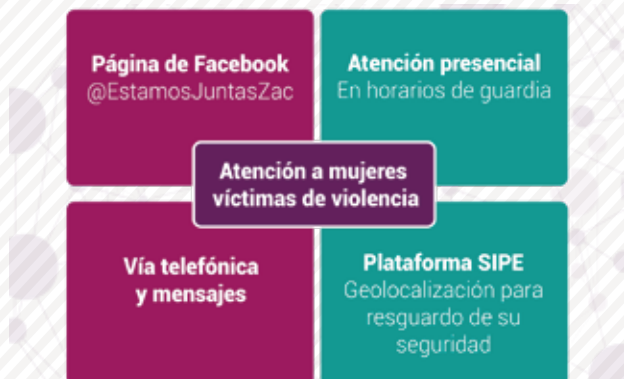 Página de Facebook
@EstamosJuntasZac
Atención presencial
En horarios de guardia
Atención a mujeres
víctimas de violencia
Vía telefónica
y mensajes
Plataforma SIPE
Geolocalización para
resguardo de su
seguridad